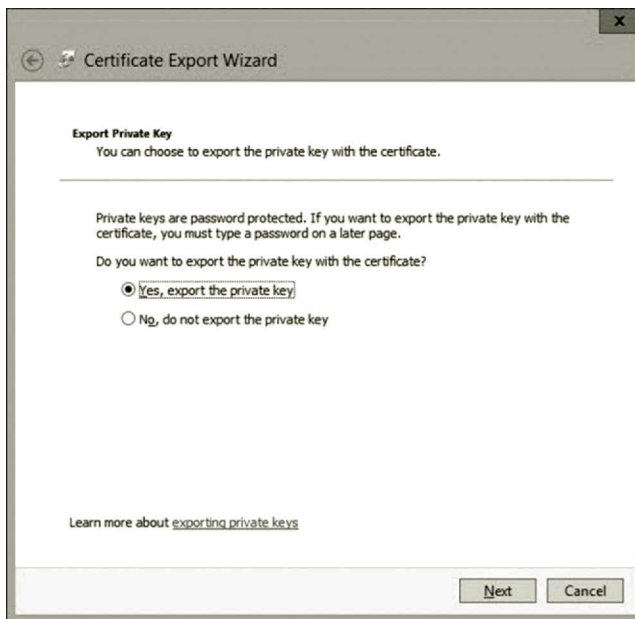 x
Certificate Export Wizard
Export Private Key
You can choose to export the private key with the certificate.
Private keys are password protected. If you want to export the private key with the
certificate, you must type a password on a later page.
Do you want to export the private key with the certificate?
Yes, export the private key
No, do not export the private key
Learn more about exporting private keys
Next Cancel